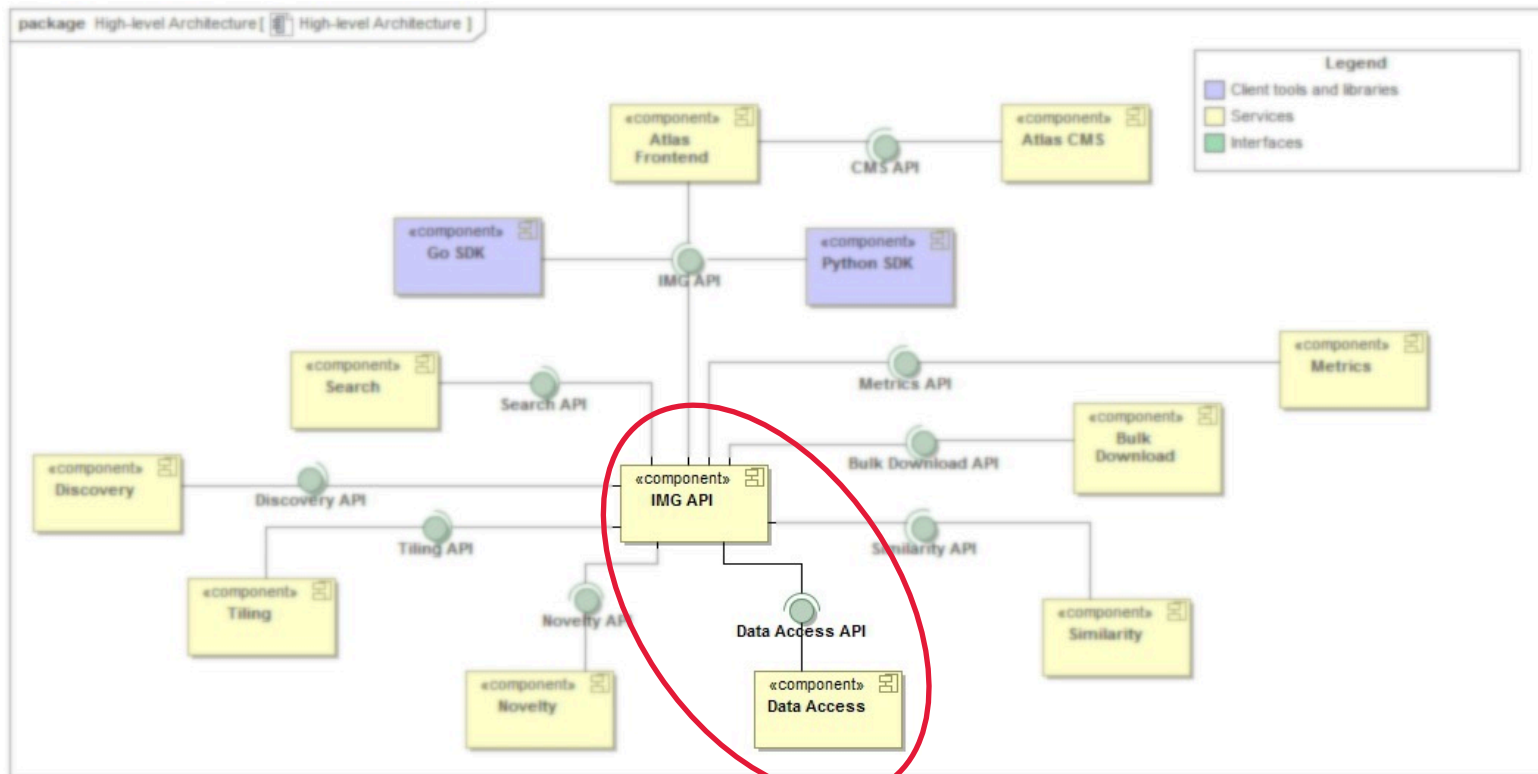 package High-level Architecture [ High-level Architecture ]
Legend
Client tools and libraries
Services
Interfaces
«component»
Atlas
Frontend
CMS API
«component»
Atlas CMS
«component»
Go SDK
IMG API
«component»
Python SDK
«component»
Search
Search API
Metrics API
«component»
Metrics
«component»
Discovery
Discovery API
«component»
IMG API
Bulk Download API
«component»
Bulk
Download
Tiling API
«component»
Tiling
Similarity API
«component»
Similarity
Novelty API
«component»
Novelty
Data Access API
«component»
Data Access